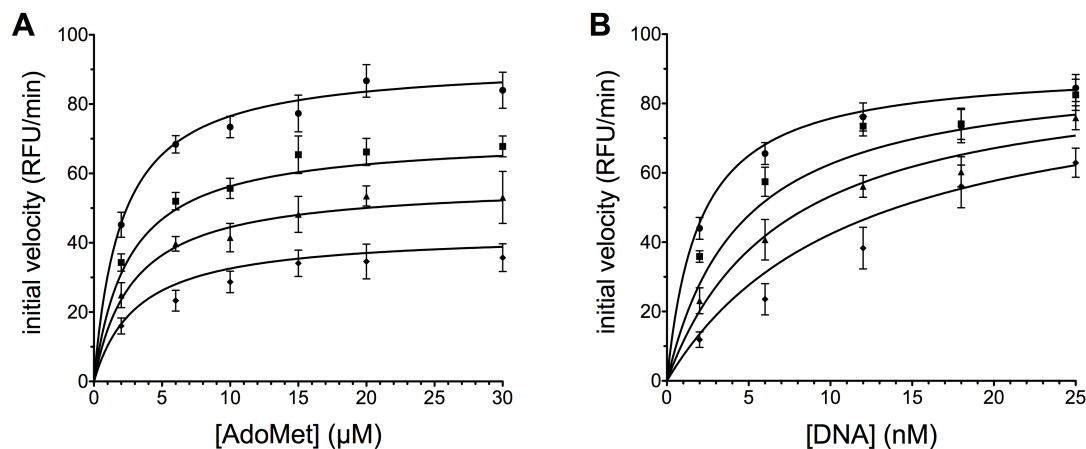 A
initial velocity (RFU/min)
100
80
60
40
20
0
0 5 10 15 20 25 30
[AdoMet] (µM)
B
initial velocity (RFU/min)
100
80
60
40
20
0
0 5 10 15 20 25
[DNA] (nM)